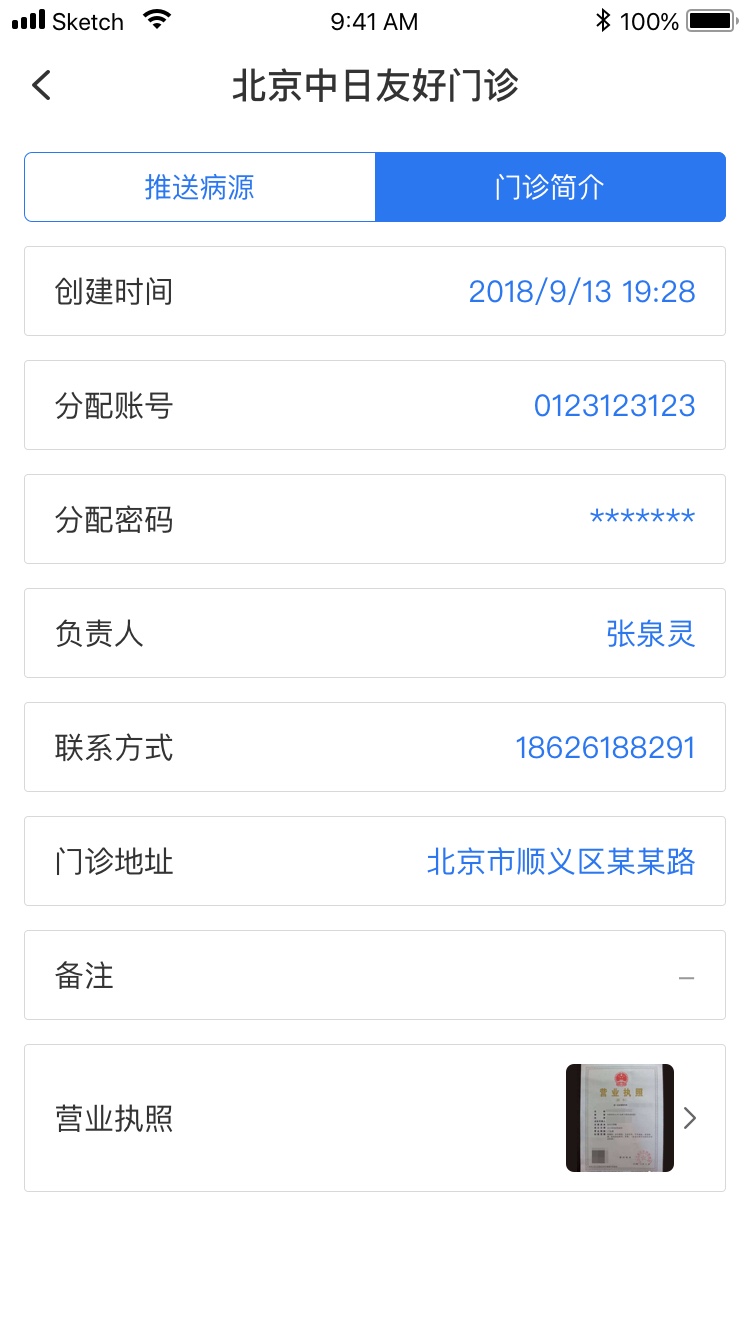 Sketch 9:41 AM 100%
北京中日友好门诊
推送病源 门诊简介
创建时间 2018/9/13 19:28
分配账号 0123123123
分配密码 *******
负责人 张泉灵
联系方式 18626188291
门诊地址 北京市顺义区某某路
备注 –
营业执照
营业执照